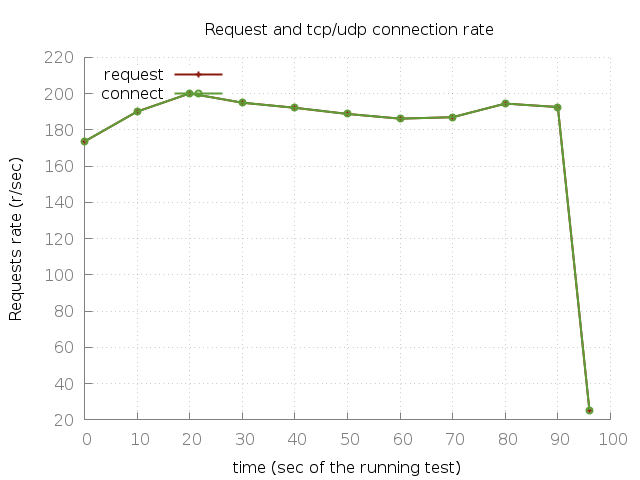 Request and tcp/udp connection rate
request
connect
Requests rate (r/sec)
220
200
180
160
140
120
100
80
60
40
20
0 10 20 30 40 50 60 70 80 90 100
time (sec of the running test)